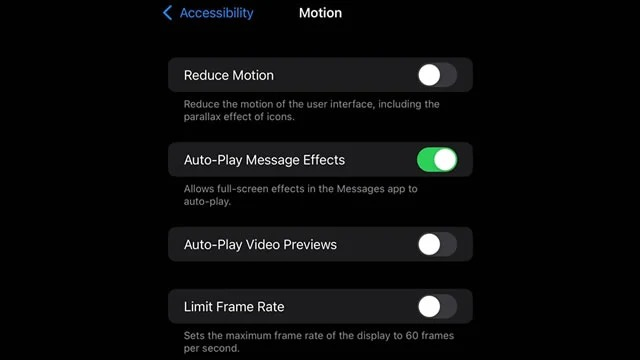 Accessibility
Motion
Reduce Motion
Reduce the motion of the user interface, including the
parallax effect of icons.
Auto-Play Message Effects
Allows full-screen effects in the Messages app to
auto-play.
Auto-Play Video Previews
Limit Frame Rate
Sets the maximum frame rate of the display to 60 frames
per second.